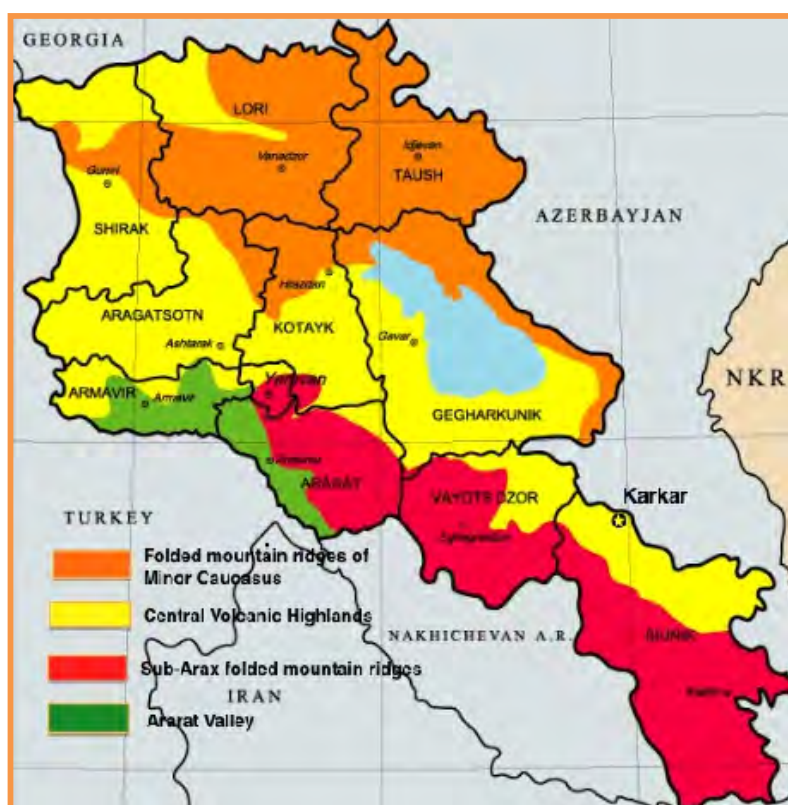 GEORGIA
LORI
Vanadzor
Idjevan
TAUSH
Gumri
AZERBAYJAN
SHIRAK
Hrazdan
ARAGATSOTN
KOTAYK
Ashtarak
Gavar
NKR
ARMAVIR
Armavir
Yerevan
GEGHARKUNIK
ARARAT
VAYOTS DZOR
Karkar
TURKEY
Folded mountain ridges of
Minor Caucasus
Central Volcanic Highlands
NAKHICHEVAN A.R.
SIUNIK
Sub-Arax folded mountain ridges
IRAN
Ararat Valley